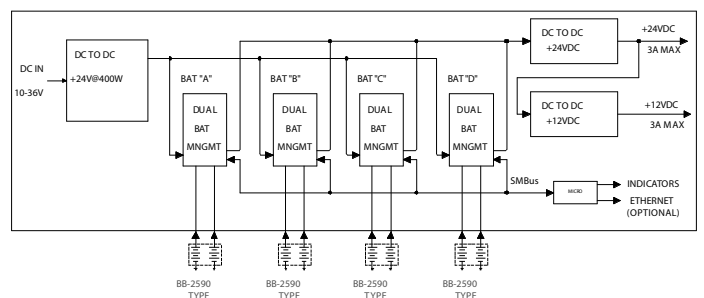 DC IN
10-36V
DC TO DC
+24V@400W
BAT "A"
DUAL
BAT
MNGMT
BAT "B"
DUAL
BAT
MNGMT
BAT "C"
DUAL
BAT
MNGMT
BAT "D"
DUAL
BAT
MNGMT
DC TO DC
+24VDC
+24VDC
3A MAX
DC TO DC
+12VDC
+12VDC
3A MAX
SMBus
MICRO
INDICATORS
ETHERNET
(OPTIONAL)
BB-2590
TYPE
BB-2590
TYPE
BB-2590
TYPE
BB-2590
TYPE